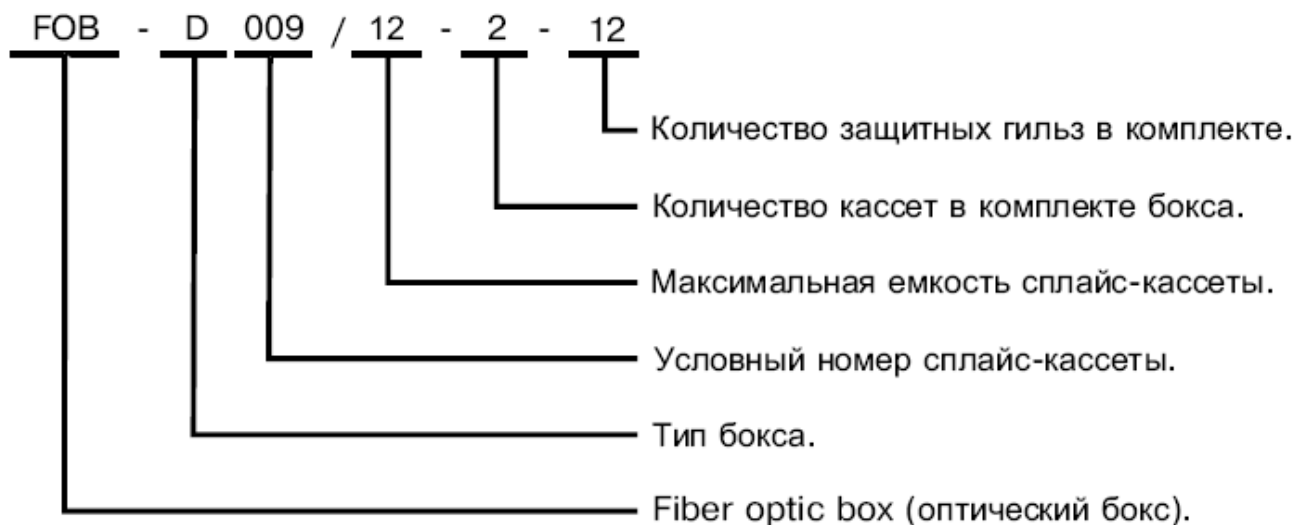 FOB - D 009 / 12 - 2 - 12
Количество защитных гильз в комплекте.
Количество кассет в комплекте бокса.
Максимальная емкость сплайс-кассеты.
Условный номер сплайс-кассеты.
Тип бокса.
Fiber optic box (оптический бокс).